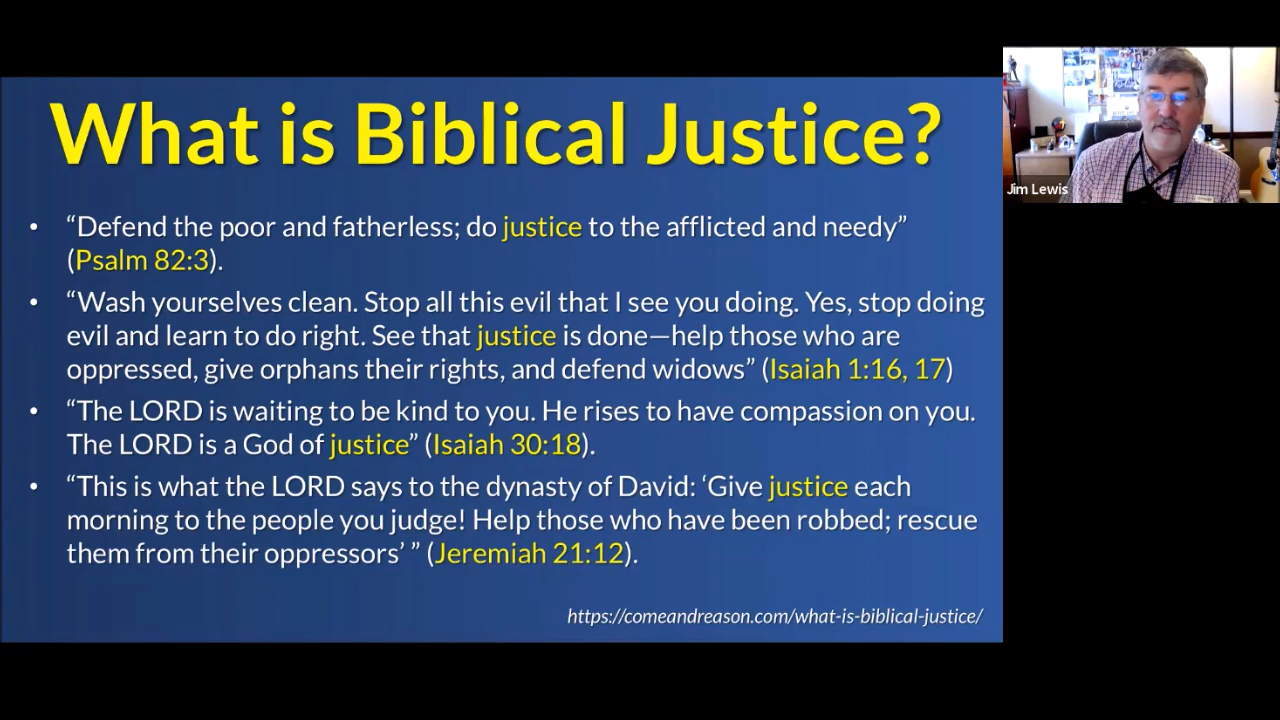 What is Biblical Justice?
• “Defend the poor and fatherless; do justice to the afflicted and needy”
(Psalm 82:3).
• “Wash yourselves clean. Stop all this evil that I see you doing. Yes, stop doing
evil and learn to do right. See that justice is done—help those who are
oppressed, give orphans their rights, and defend widows” (Isaiah 1:16, 17)
• “The LORD is waiting to be kind to you. He rises to have compassion on you.
The LORD is a God of justice” (Isaiah 30:18).
• “This is what the LORD says to the dynasty of David: ‘Give justice each
morning to the people you judge! Help those who have been robbed; rescue
them from their oppressors’ ” (Jeremiah 21:12).
https://comeandreason.com/what-is-biblical-justice/
Jim Lewis